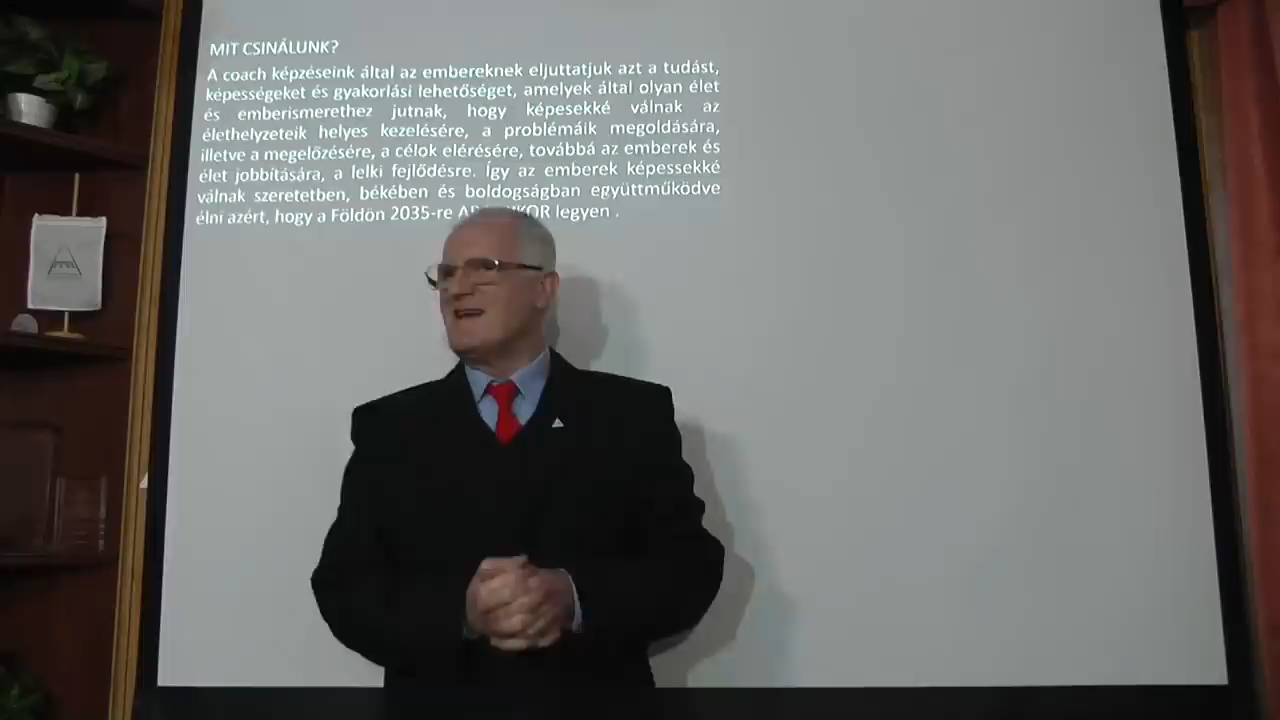 MIT CSINÁLUNK?
A coach képzéseink által az embereknek eljuttatjuk azt a tudást,
képességeket és gyakorlási lehetőséget, amelyek által olyan élet
és emberismerethez jutnak, hogy képesekké válnak az
élethelyzeteik helyes kezelésére, a problémáik megoldására,
illetve a megelőzésére, a célok elérésére, továbbá az emberek és
élet jobbítására, a lelki fejlődésre. Így az emberek képessekké
válnak szeretetben, békében és boldogságban együttműködve
élni azért, hogy a Földön 2035-re legyen .